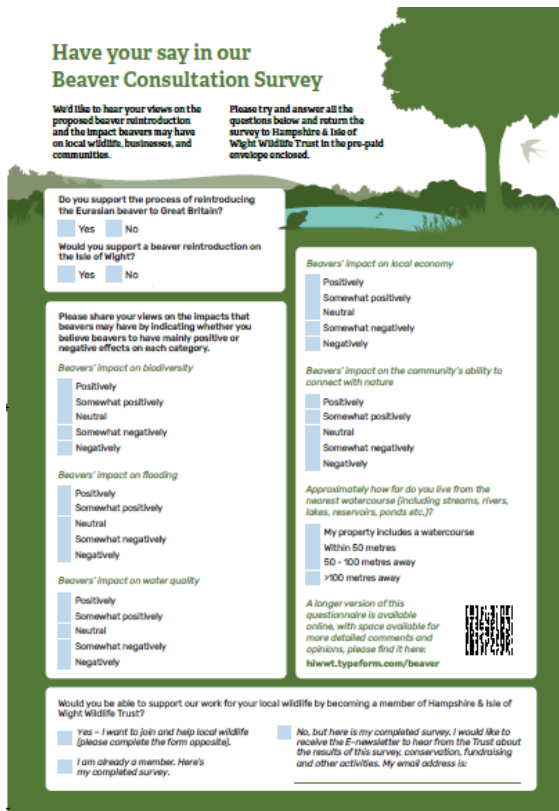 Have your say in our
Beaver Consultation Survey
We'd like to hear your views on the
proposed beaver reintroduction
and the impact beavers may have
on local wildlife, businesses, and
communities.
Please try and answer all the
questions below and return the
survey to Hampshire & Isle of
Wight Wildlife Trust in the pre-paid
envelope enclosed.
Do you support the process of reintroducing
the Eurasian beaver to Great Britain?
Yes No
Would you support a beaver reintroduction on
the Isle of Wight?
Yes No
Please share your views on the impacts that
beavers may have by indicating whether you
believe beavers to have mainly positive or
negative effects on each category.
Beavers' impact on biodiversity
Positively
Somewhat positively
Neutral
Somewhat negatively
Negatively
Beavers' impact on flooding
Positively
Somewhat positively
Neutral
Somewhat negatively
Negatively
Beavers' impact on water quality
Positively
Somewhat positively
Neutral
Somewhat negatively
Negatively
Beavers' impact on local economy
Positively
Somewhat positively
Neutral
Somewhat negatively
Negatively
Beavers' impact on the community's ability to
connect with nature
Positively
Somewhat positively
Neutral
Somewhat negatively
Negatively
Approximately how far do you live from the
nearest watercourse (including streams, rivers,
lakes, reservoirs, ponds etc.)?
My property includes a watercourse
Within 50 metres
50 - 100 metres away
>100 metres away
A longer version of this
questionnaire is available
online, with space available for
more detailed comments and
opinions, please find it here:
hiwwt.typeform.com/beaver
Would you be able to support our work for your local wildlife by becoming a member of Hampshire & Isle of
Wight Wildlife Trust?
Yes – I want to join and help local wildlife
(please complete the form opposite).
I am already a member. Here's
my completed survey.
No, but here is my completed survey. I would like to
receive the E-newsletter to hear from the Trust about
the results of this survey, conservation, fundraising
and other activities. My email address is: